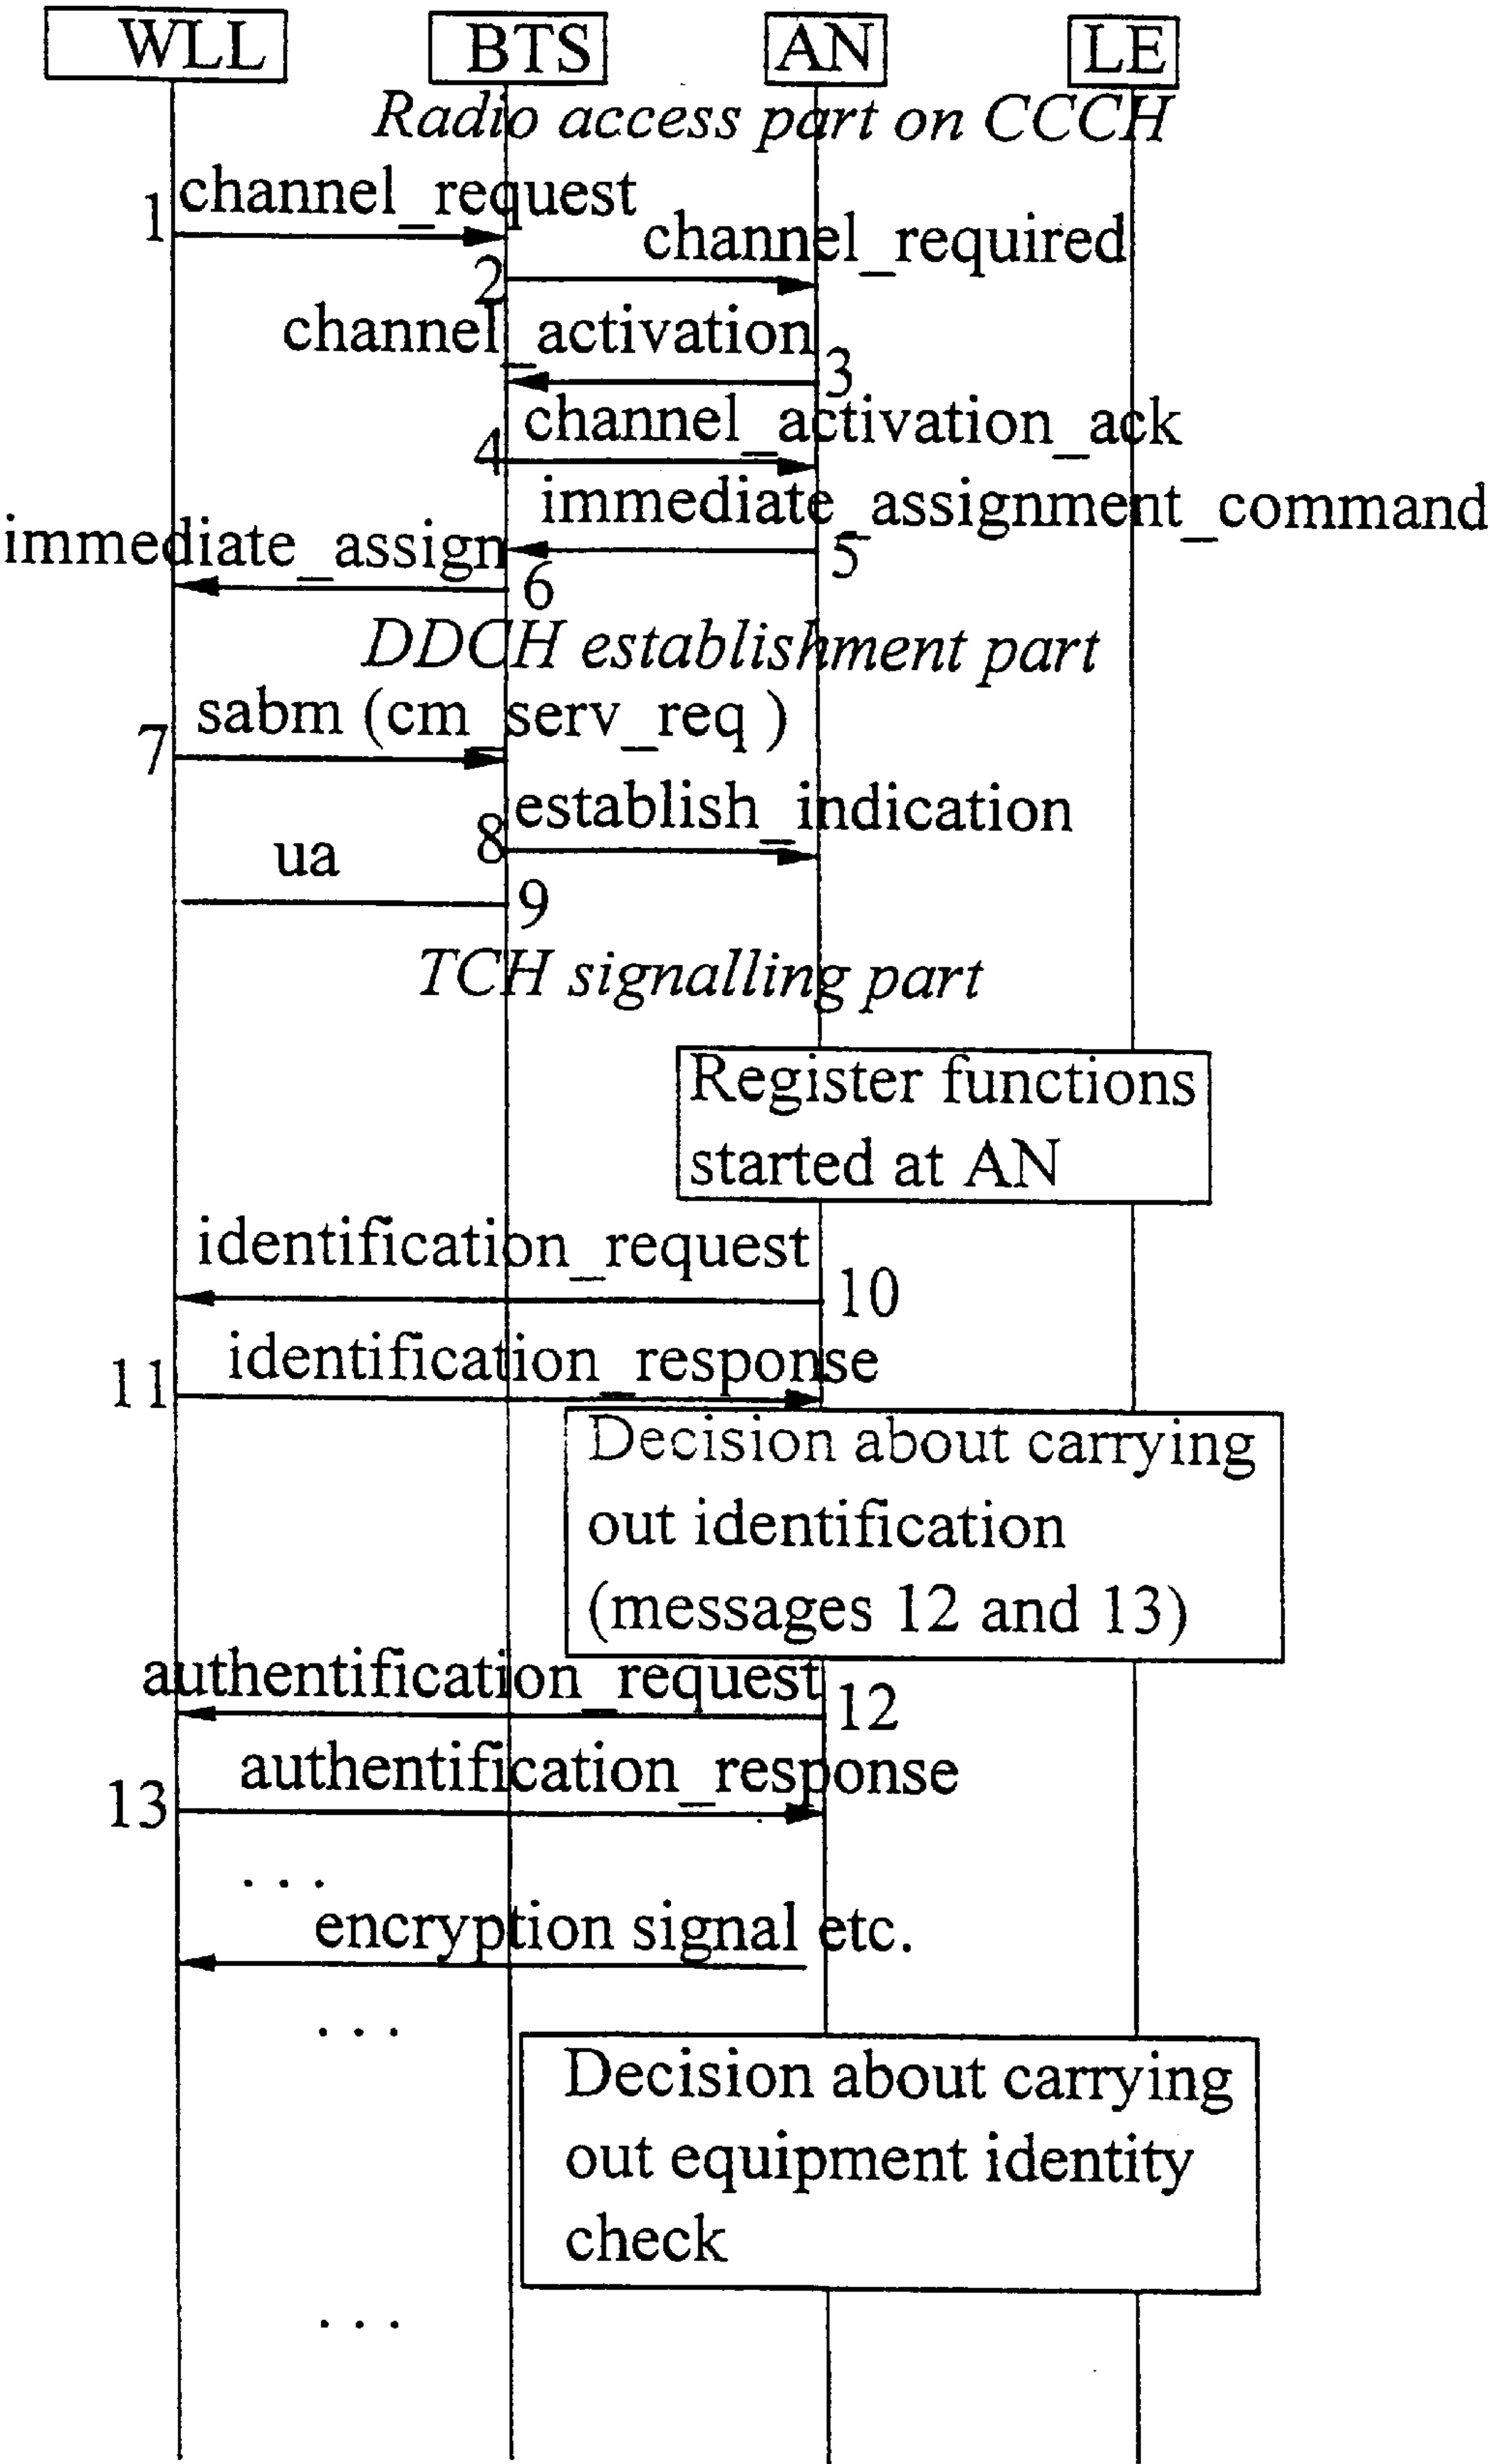 WLL BTS AN LE
Radio access part on CCCH
1 channel_request
channel_required
2
channel_activation
3
channel_activation_ack
4
immediate_assignment_command
immediate_assign
5
6
DDCH establishment part
sabm (cm_serv_req )
7
establish_indication
8
ua
9
TCH signalling part
Register functions
started at AN
identification_request
10
identification_response
11
Decision about carrying
out identification
(messages 12 and 13)
authentification_request
12
authentification_response
13
. . .
encryption signal etc.
. . .
Decision about carrying
out equipment identity
check
. . .